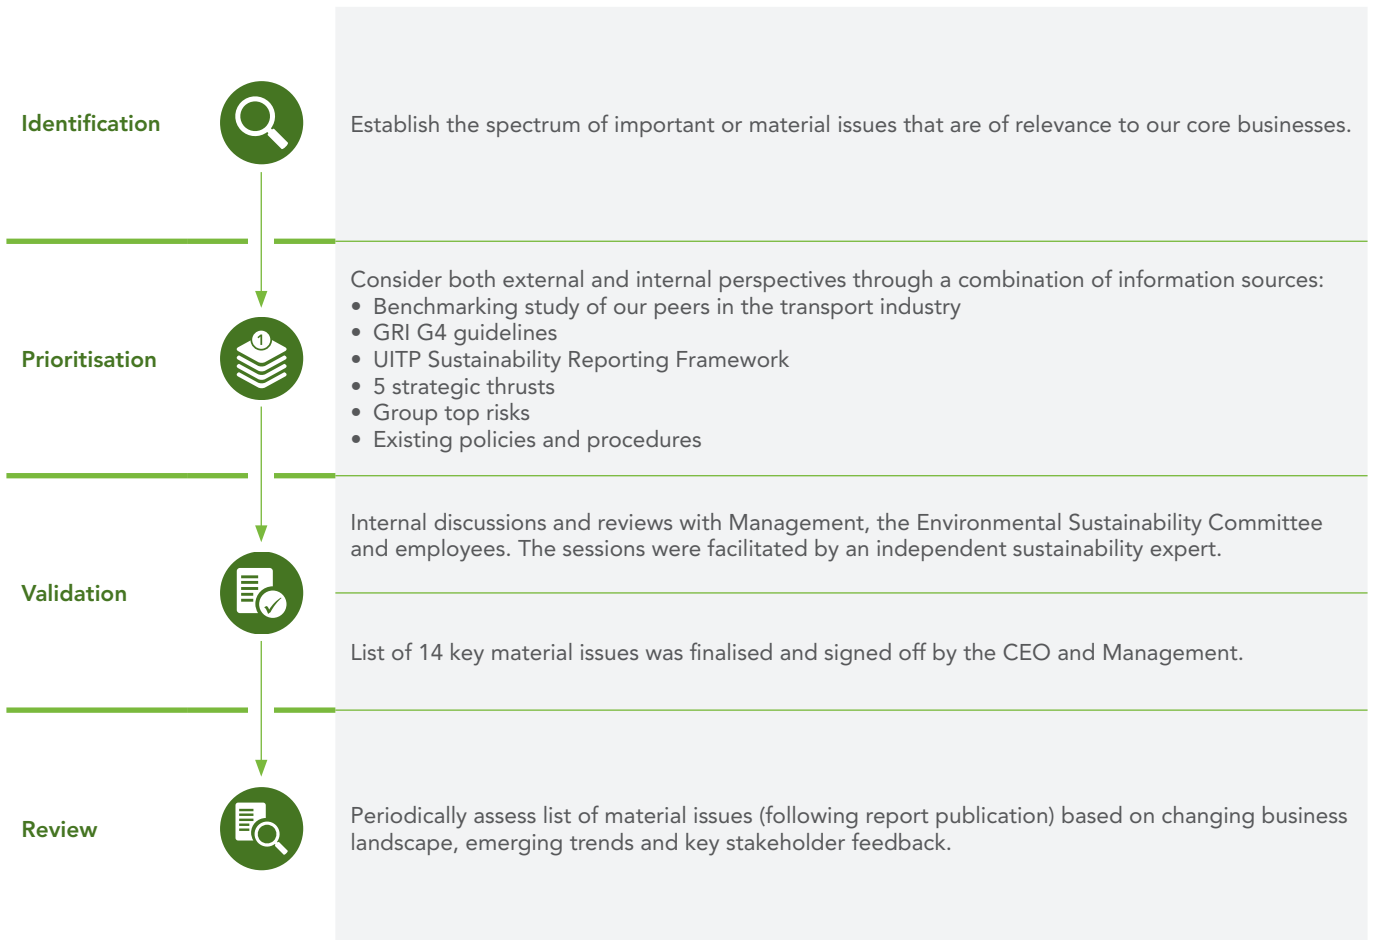 Identification
Establish the spectrum of important or material issues that are of relevance to our core businesses.
Prioritisation
1
Consider both external and internal perspectives through a combination of information sources:
• Benchmarking study of our peers in the transport industry
• GRI G4 guidelines
• UITP Sustainability Reporting Framework
• 5 strategic thrusts
• Group top risks
• Existing policies and procedures
Validation
Internal discussions and reviews with Management, the Environmental Sustainability Committee
and employees. The sessions were facilitated by an independent sustainability expert.
List of 14 key material issues was finalised and signed off by the CEO and Management.
Review
Periodically assess list of material issues (following report publication) based on changing business
landscape, emerging trends and key stakeholder feedback.